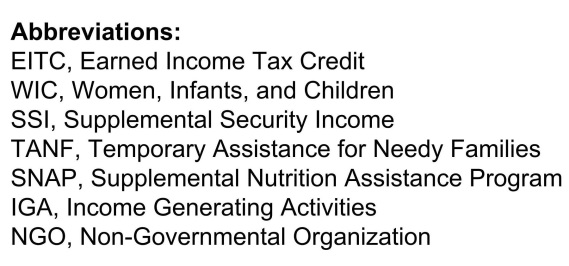 Abbreviations:
EITC, Earned Income Tax Credit
WIC, Women, Infants, and Children
SSI, Supplemental Security Income
TANF, Temporary Assistance for Needy Families
SNAP, Supplemental Nutrition Assistance Program
IGA, Income Generating Activities
NGO, Non-Governmental Organization